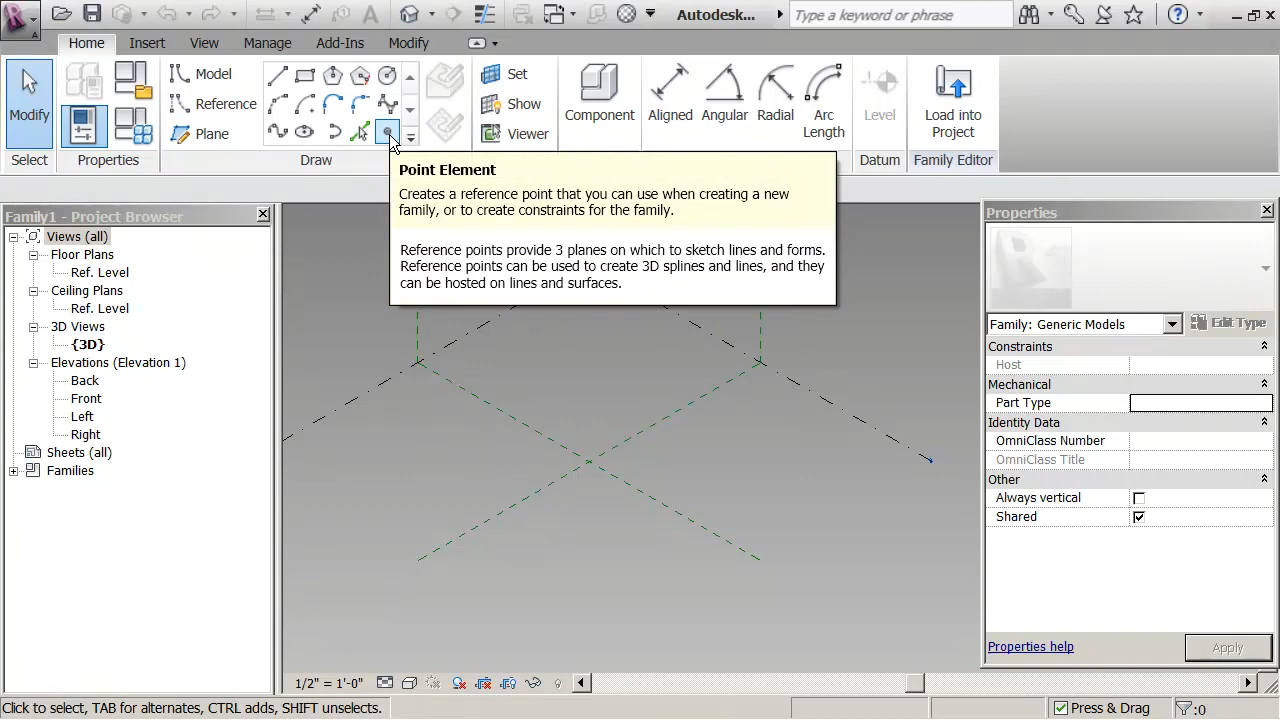 Autodesk...
Type a keyword or phrase
Home
Insert
View
Manage
Add-Ins
Modify
Modify
Model
Reference
Plane
Set
Show
Viewer
Component
Aligned
Angular
Radial
Arc
Length
Level
Load into
Project
Select
Properties
Draw
Datum
Family Editor
Point Element
Creates a reference point that you can use when creating a new
family, or to create constraints for the family.
Reference points provide 3 planes on which to sketch lines and forms.
Reference points can be used to create 3D splines and lines, and they
can be hosted on lines and surfaces.
Family1 - Project Browser
Views (all)
Floor Plans
Ref. Level
Ceiling Plans
Ref. Level
3D Views
{3D}
Elevations (Elevation 1)
Back
Front
Left
Right
Sheets (all)
Families
Properties
Family: Generic Models
Edit Type
Constraints
Host
Mechanical
Part Type
Identity Data
OmniClass Number
OmniClass Title
Other
Always vertical
Shared
Properties help
Apply
1/2" = 1'-0"
Click to select, TAB for alternates, CTRL adds, SHIFT unselects.
Press & Drag
:0